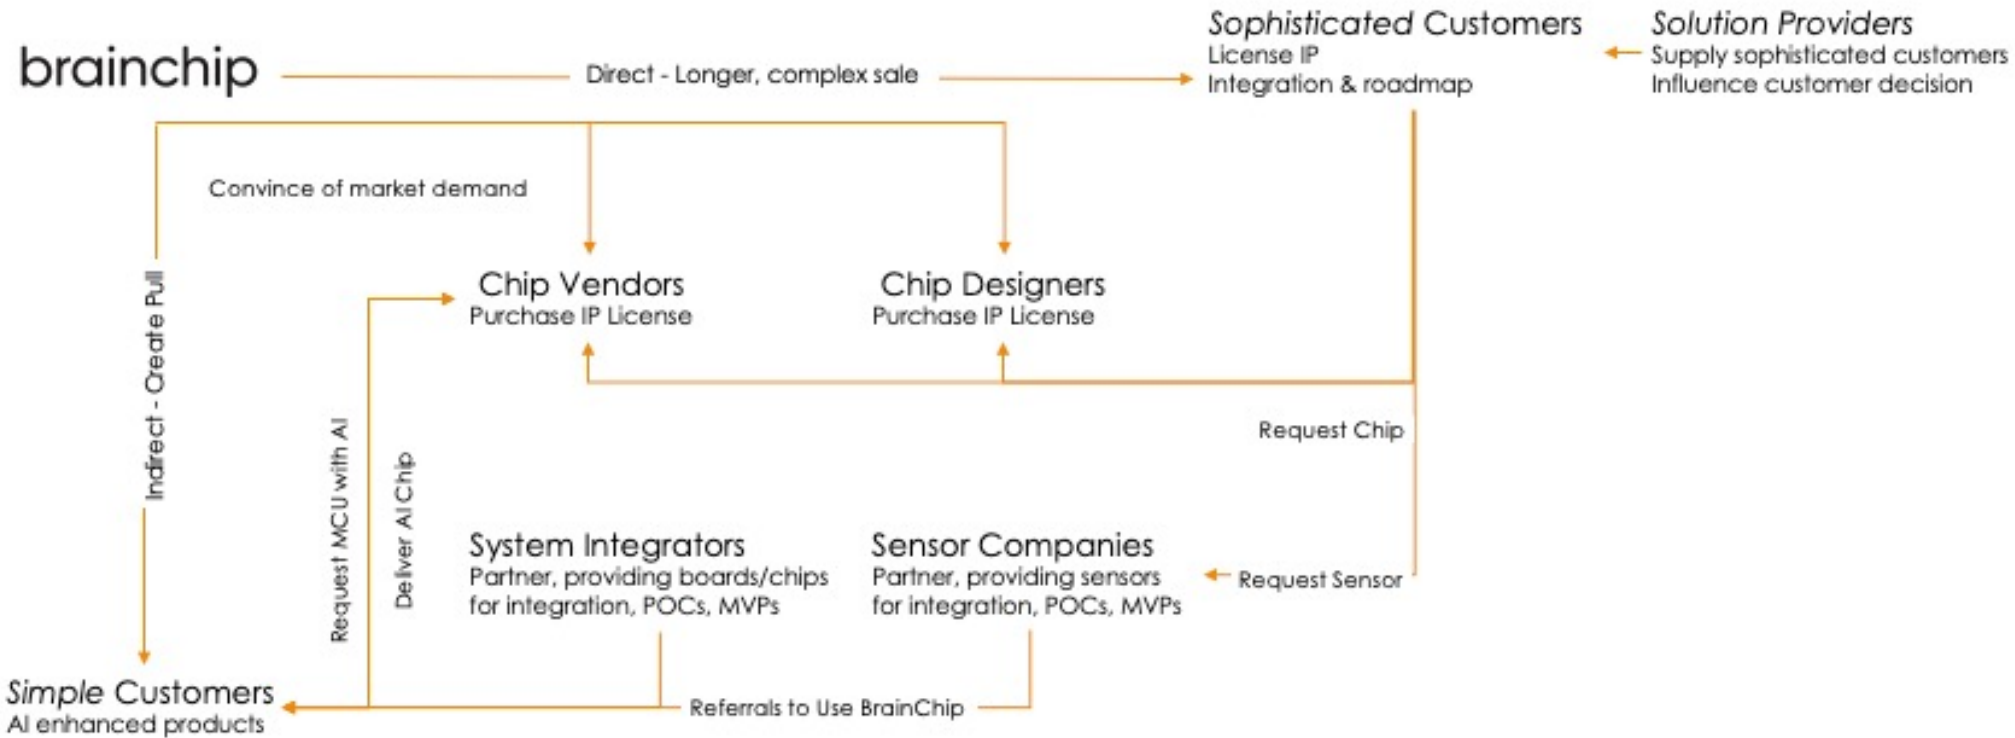 brainchip
Direct - Longer, complex sale
Sophisticated Customers
License IP
Integration & roadmap
Solution Providers
Supply sophisticated customers
Influence customer decision
Convince of market demand
Indirect - Create Pull
Chip Vendors
Purchase IP License
Chip Designers
Purchase IP License
Request MCU with AI
Deliver AI Chip
Request Chip
System Integrators
Partner, providing boards/chips
for integration, POCs, MVPs
Sensor Companies
Partner, providing sensors
for integration, POCs, MVPs
Request Sensor
Simple Customers
AI enhanced products
Referrals to Use BrainChip